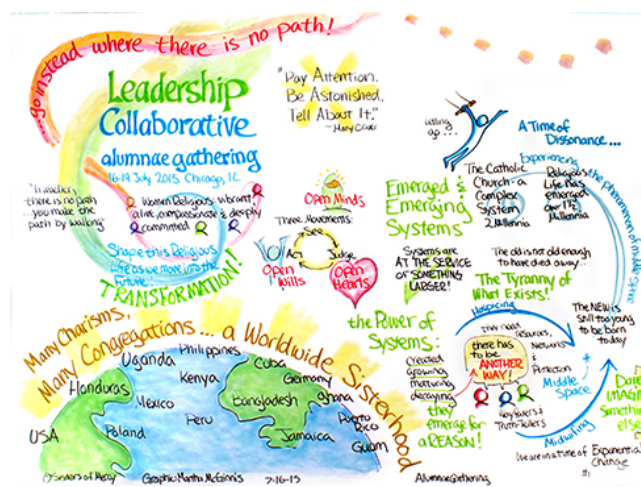 ...go instead where there is no path!
Leadership
Collaborative
alumnae gathering
16-19 July 2015 Chicago, IL
"Traveller,
there is no path
...you make the
path by walking"
Women Religious vibrant
alive, compassionate & deeply
committed
Shape this Religious
Life as we move into the
Future...
TRANSFORMATION!
"Pay Attention.
Be Astonished.
Tell About It."
-Mary Oliver
Open Minds
Three Movements:
See
Act
Judge
Open
Wills
Open
Hearts
letting
go...
A Time of
Dissonance...
Experiencing the phenomenon of middle space
Emerged &
Emerging
Systems
The Catholic
Church - a
Complex
System
2 Millennia
Religious
Life has
emerged
over 1 1/2
Millennia
Systems are
AT THE SERVICE
OF SOMETHING
LARGER!
The old is not old enough
to have died away...
The Tyranny of
What Exists!
Hospicing
The NEW is
still too young
to be born
today
the Power of
Systems:
Created
growing
maturing
decaying
they
emerge for
a REASON!
they need
resources,
Networks
&
Protection
there has
to be
ANOTHER
WAY!
Middle
Space
Key Pavers &
Truth-Tellers
Midwifing
Dare
IMAGIN
Somethin
else
We are in a time of Exponential
Change
Many Charisms,
Many Congregations... a Worldwide Sisterhood
Uganda
Philippines
Cuba
Honduras
Kenya
Germany
Ghana
Mexico
Bangladesh
Peru
Puerto
Rico
USA
Poland
Jamaica
Guam
© Sisters of Mercy
Graphic: Martha McGinnis
7-16-15
Alumnae Gathering
#1